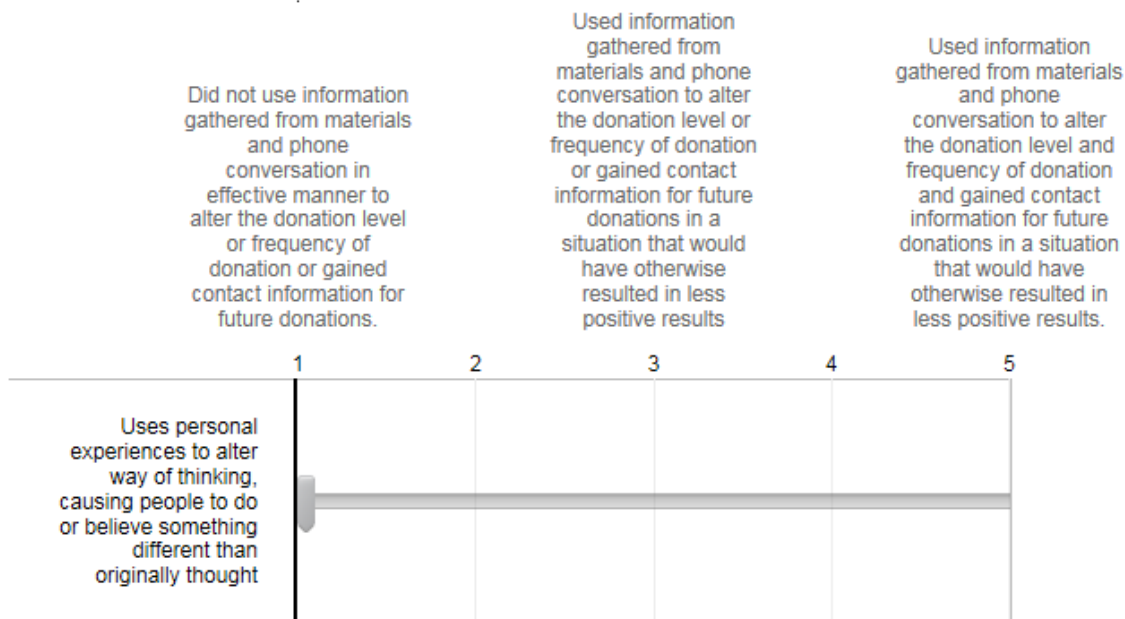 Did not use information
gathered from materials
and phone
conversation in
effective manner to
alter the donation level
or frequency of
donation or gained
contact information for
future donations.
Used information
gathered from
materials and phone
conversation to alter
the donation level or
frequency of donation
or gained contact
information for future
donations in a
situation that would
have otherwise
resulted in less
positive results
Used information
gathered from materials
and phone
conversation to alter
the donation level and
frequency of donation
and gained contact
information for future
donations in a situation
that would have
otherwise resulted in
less positive results.
1 2 3 4 5
Uses personal
experiences to alter
way of thinking,
causing people to do
or believe something
different than
originally thought